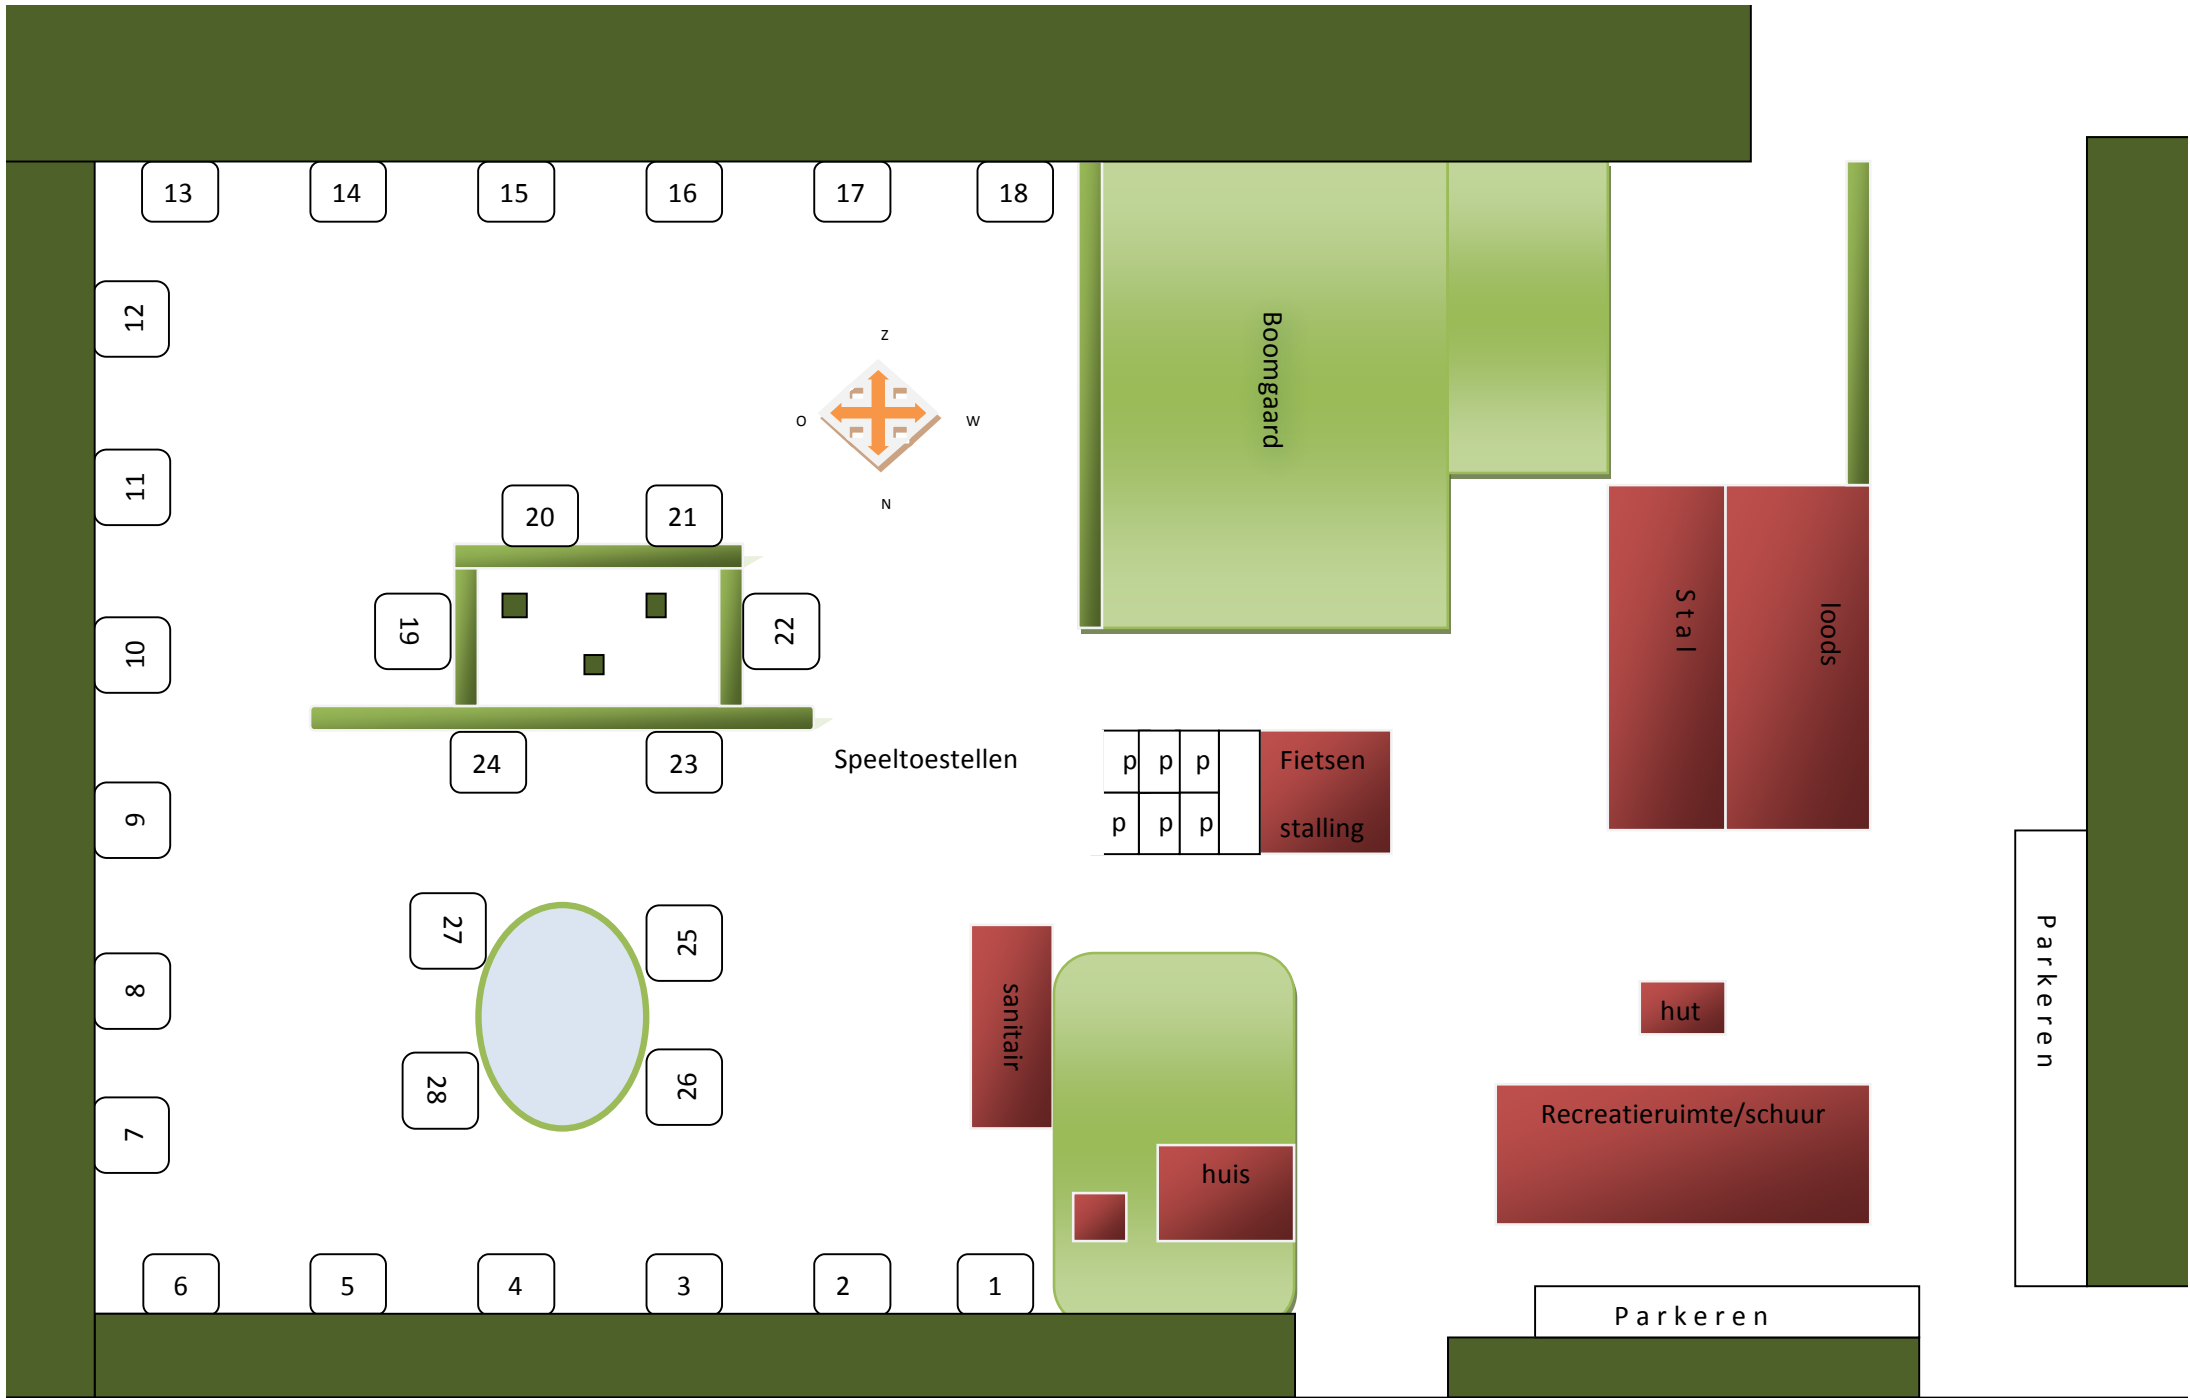 13
14
15
16
17
18
12
Z
O
W
N
Boomgaard
11
20
21
10
19
22
Stal
loods
24
23
Speeltoestellen
p p p
p p p
Fietsen
stalling
9
27
25
8
28
26
sanitair
hut
Parkeren
7
Recreatieruimte/schuur
huis
6
5
4
3
2
1
Parkeren